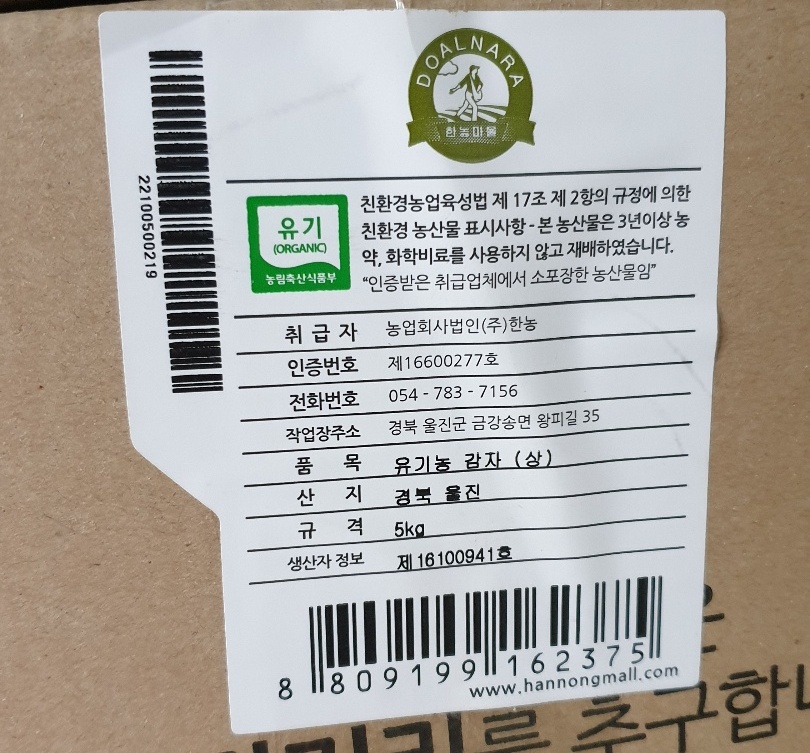 DOALNARA
한농마을
22100500219
유기
(ORGANIC)
농림축산식품부
친환경농업육성법 제 17조 제 2항의 규정에 의한
친환경 농산물 표시사항 - 본 농산물은 3년이상 농
약, 화학비료를 사용하지 않고 재배하였습니다.
“인증받은 취급업체에서 소포장한 농산물임”
취 급 자 농업회사법인(주)한농
인증번호 제16600277호
전화번호 054 - 783 - 7156
작업장주소 경북 울진군 금강송면 왕피길 35
품 목 유기농 감자 (상)
산 지 경북 울진
규 격 5kg
생산자 정보 제16100941호
8 809199 162375
www.hannongmall.com
추구합니